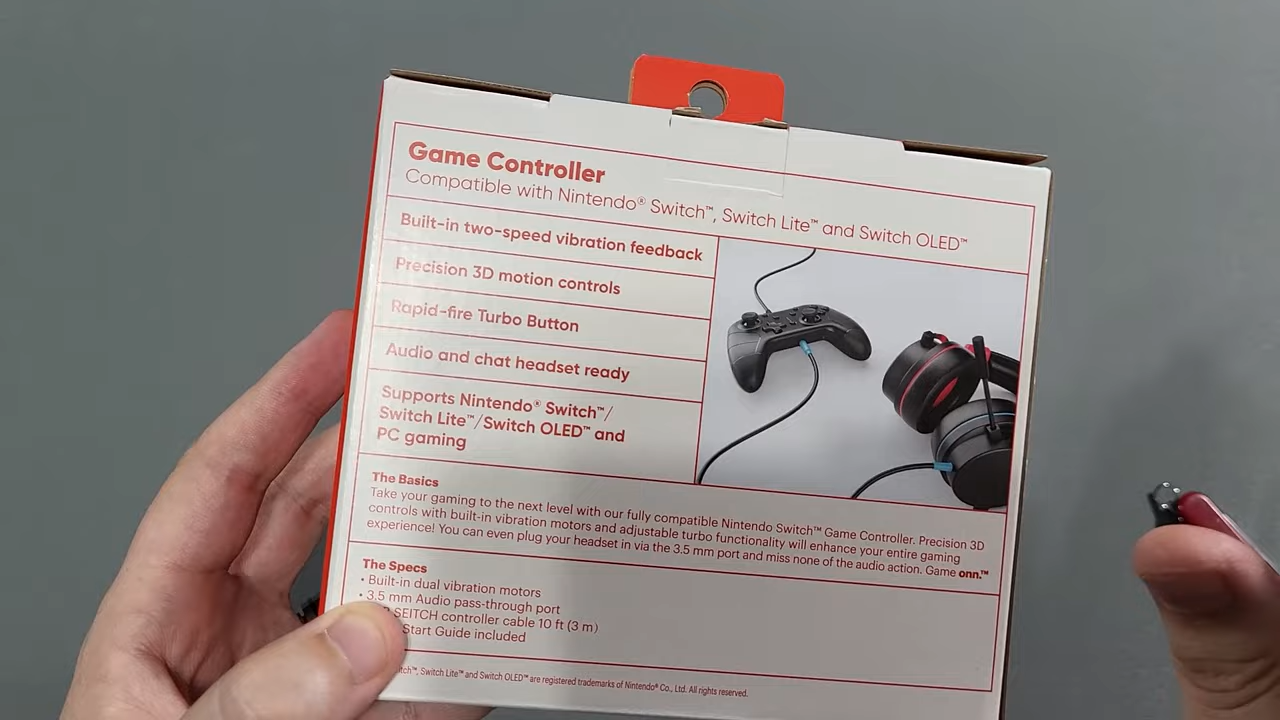 Game Controller
Compatible with Nintendo® Switch™, Switch Lite™ and Switch OLED™
Built-in two-speed vibration feedback
Precision 3D motion controls
Rapid-fire Turbo Button
Audio and chat headset ready
Supports Nintendo® Switch™/
Switch Lite™/Switch OLED™ and
PC gaming
The Basics
Take your gaming to the next level with our fully compatible Nintendo Switch™ Game Controller. Precision 3D
controls with built-in vibration motors and adjustable turbo functionality will enhance your entire gaming
experience! You can even plug your headset in via the 3.5 mm port and miss none of the audio action. Game onn.™
The Specs
• Built-in dual vibration motors
• 3.5 mm Audio pass-through port
SEITCH controller cable 10 ft (3 m)
Start Guide included
Switch Lite™ and Switch OLED™ are registered trademarks of Nintendo® Co., Ltd. All rights reserved.